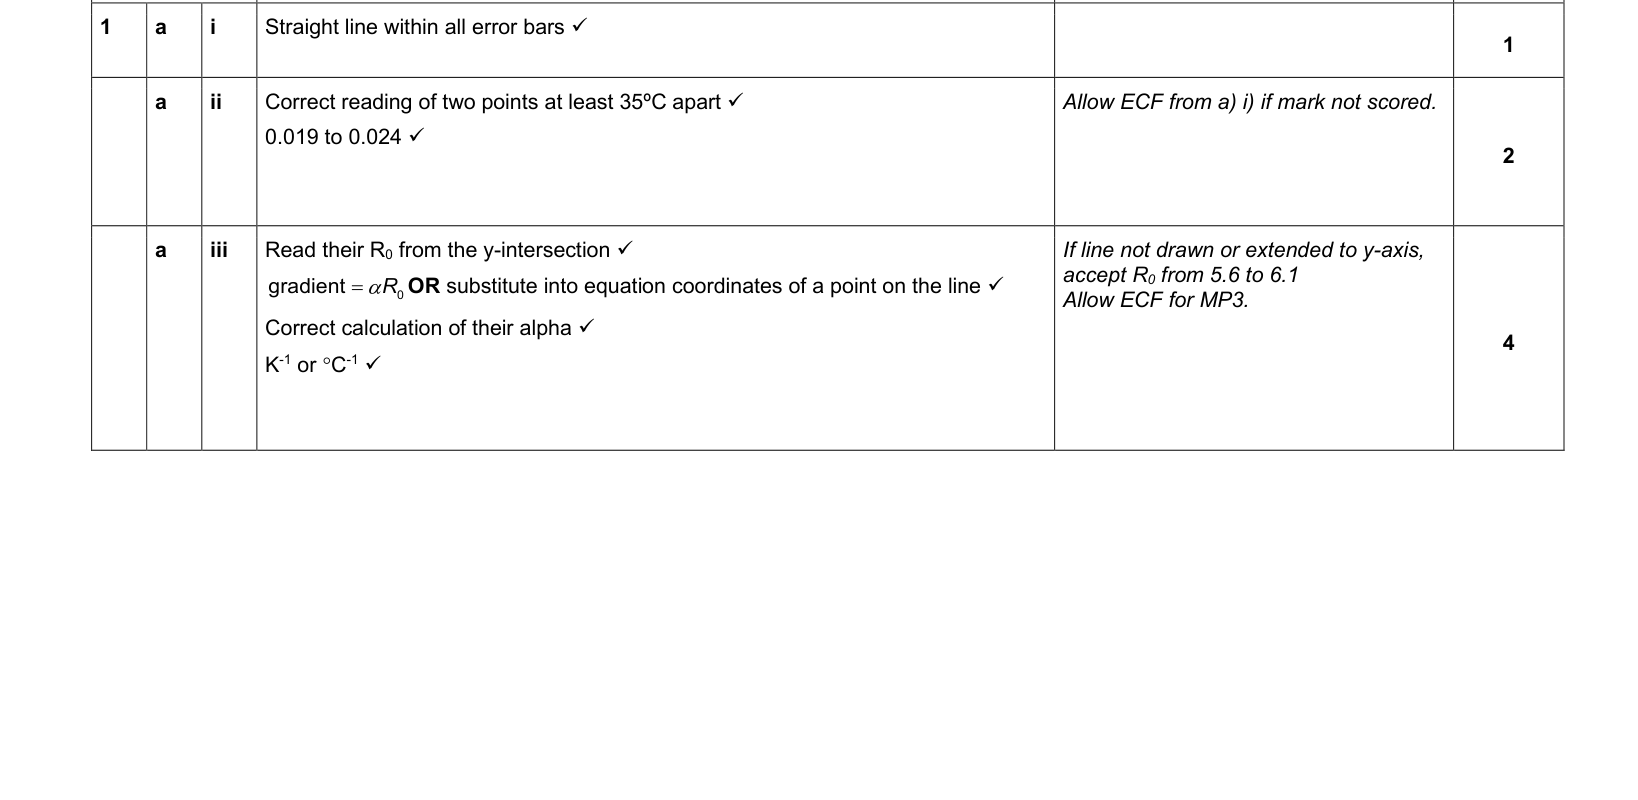 1 a i Straight line within all error bars ✓ 1
a ii Correct reading of two points at least 35ºC apart ✓ Allow ECF from a) i) if mark not scored.
0.019 to 0.024 ✓
2
a iii Read their R₀ from the y-intersection ✓ If line not drawn or extended to y-axis,
accept R₀ from 5.6 to 6.1
gradient = αR₀ OR substitute into equation coordinates of a point on the line ✓
Allow ECF for MP3.
Correct calculation of their alpha ✓
4
K⁻¹ or °C⁻¹ ✓